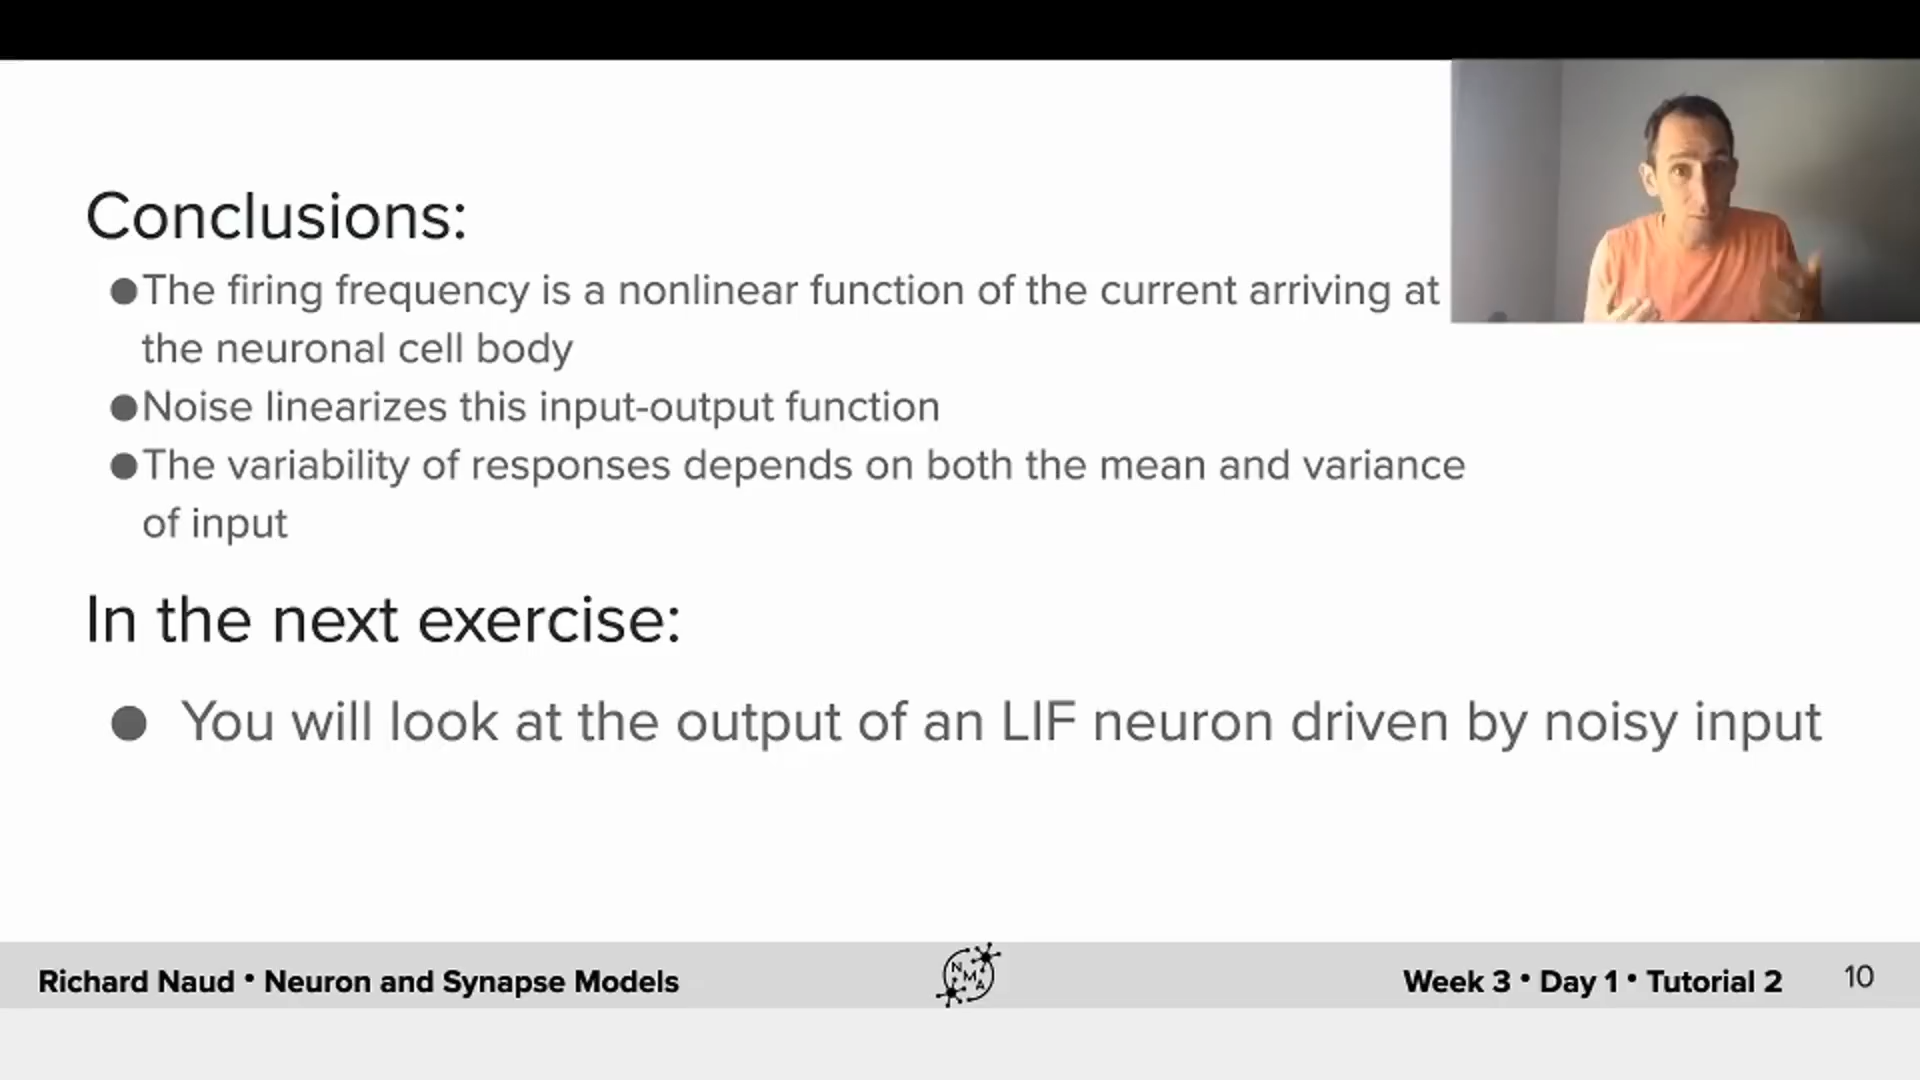 Conclusions:
●The firing frequency is a nonlinear function of the current arriving at
the neuronal cell body
●Noise linearizes this input-output function
●The variability of responses depends on both the mean and variance
of input
In the next exercise:
● You will look at the output of an LIF neuron driven by noisy input
Richard Naud • Neuron and Synapse Models
N
M
A
Week 3 • Day 1 • Tutorial 2
10